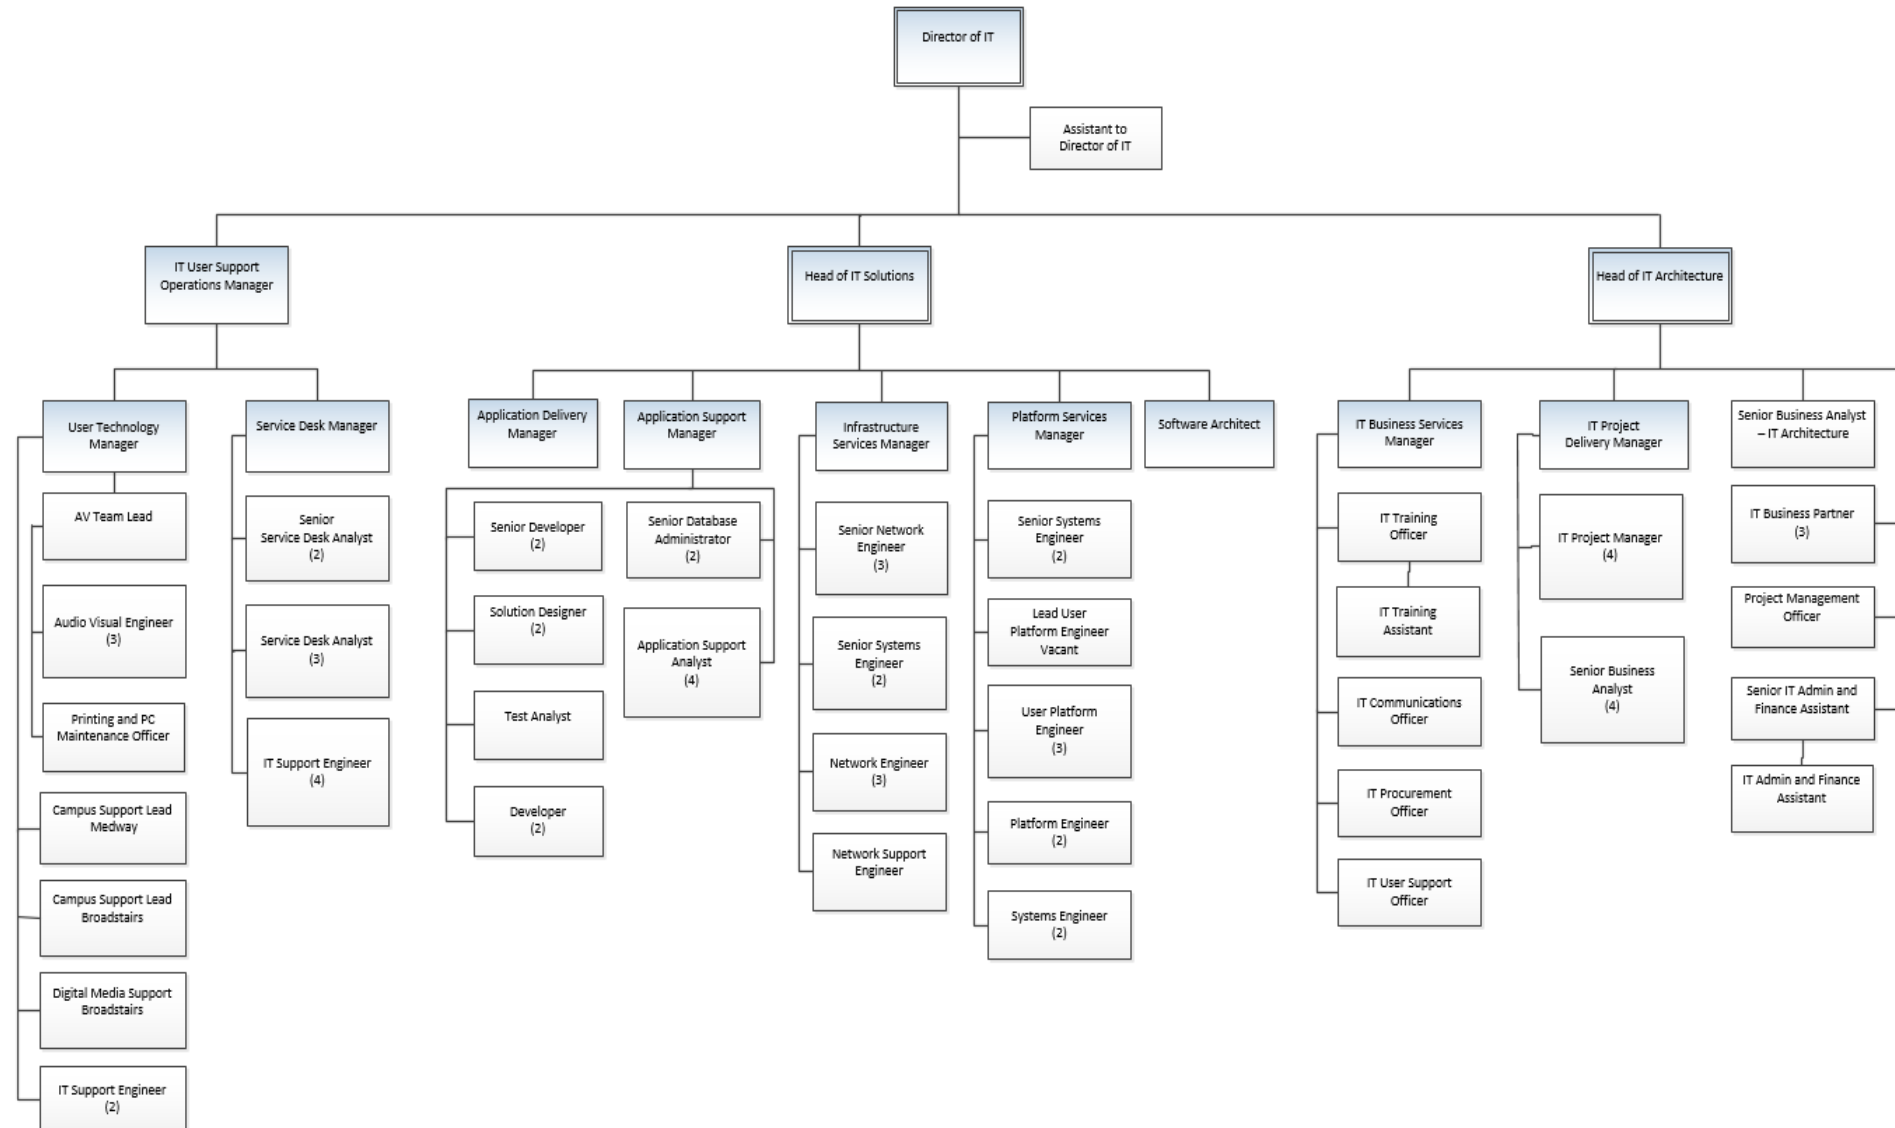 Director of IT
Assistant to
Director of IT
IT User Support
Operations Manager
Head of IT Solutions
Head of IT Architecture
User Technology
Manager
AV Team Lead
Audio Visual Engineer
(3)
Printing and PC
Maintenance Officer
Campus Support Lead
Medway
Campus Support Lead
Broadstairs
Digital Media Support
Broadstairs
IT Support Engineer
(2)
Service Desk Manager
Senior
Service Desk Analyst
(2)
Service Desk Analyst
(3)
IT Support Engineer
(4)
Application Delivery
Manager
Application Support
Manager
Senior Developer
(2)
Solution Designer
(2)
Test Analyst
Developer
(2)
Senior Database
Administrator
(2)
Application Support
Analyst
(4)
Infrastructure
Services Manager
Senior Network
Engineer
(3)
Senior Systems
Engineer
(2)
Network Engineer
(3)
Network Support
Engineer
Platform Services
Manager
Senior Systems
Engineer
(2)
Lead User
Platform Engineer
Vacant
User Platform
Engineer
(3)
Platform Engineer
(2)
Systems Engineer
(2)
Software Architect
IT Business Services
Manager
IT Training
Officer
IT Training
Assistant
IT Communications
Officer
IT Procurement
Officer
IT User Support
Officer
IT Project
Delivery Manager
IT Project Manager
(4)
Senior Business
Analyst
(4)
Senior Business Analyst
– IT Architecture
IT Business Partner
(3)
Project Management
Officer
Senior IT Admin and
Finance Assistant
IT Admin and Finance
Assistant